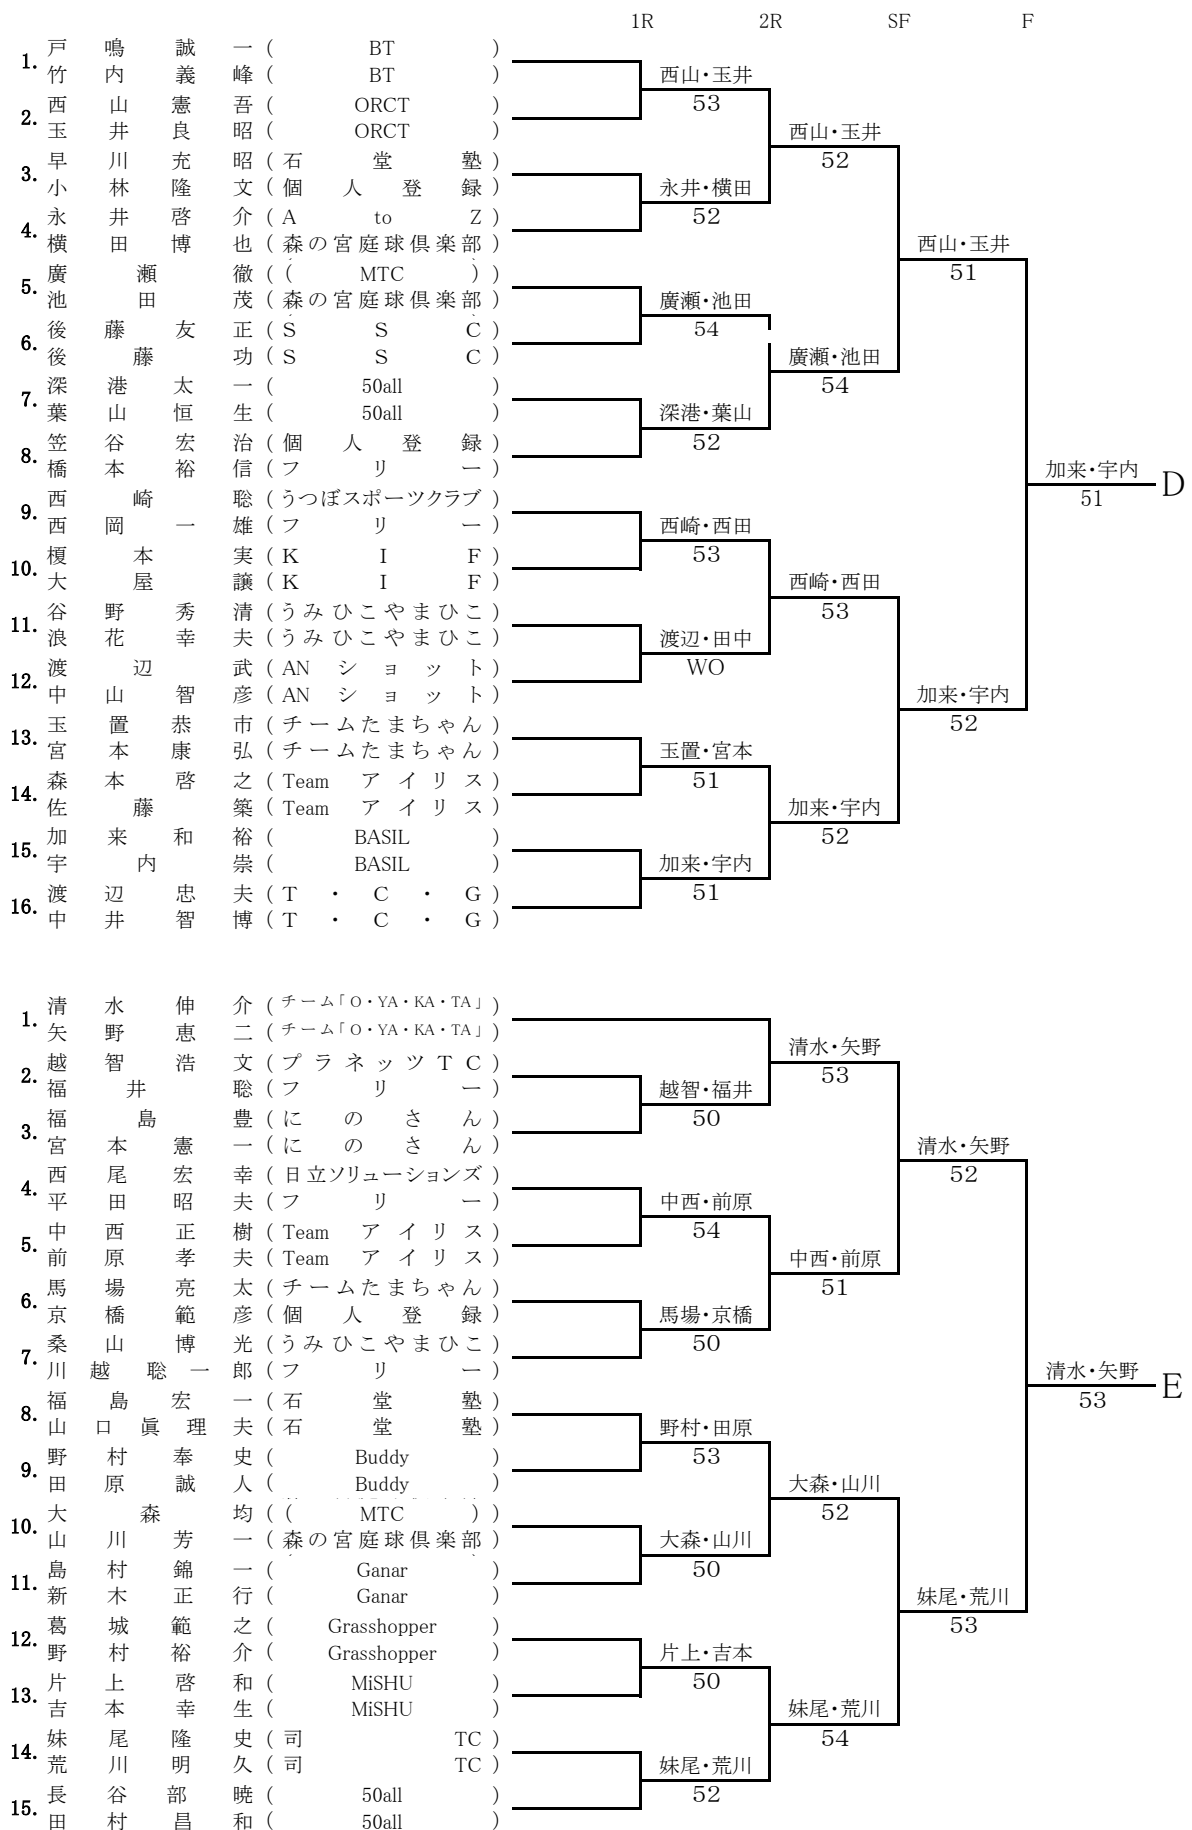 1R 2R SF F
1. 戸鳴誠一 ( BT )
竹内義峰 ( BT )
西山・玉井
53
2. 西山憲吾 ( ORCT )
玉井良昭 ( ORCT )
西山・玉井
52
3. 早川充昭 ( 石堂塾 )
小林隆文 ( 個人登録 )
永井・横田
52
4. 永井啓介 ( A to Z )
横田博也 ( 森の宮庭球倶楽部 )
西山・玉井
51
5. 廣瀬徹 ( ( MTC ) )
池田茂 ( 森の宮庭球倶楽部 )
廣瀬・池田
54
6. 後藤友正 ( S S C )
後藤功 ( S S C )
廣瀬・池田
54
7. 深港太一 ( 50all )
葉山恒生 ( 50all )
深港・葉山
52
8. 笠谷宏治 ( 個人登録 )
橋本裕信 ( フリー )
加来・宇内
51
D
9. 西崎聡 ( うつぼスポーツクラブ )
西岡一雄 ( フリー )
西崎・西田
53
10. 榎本実 ( K I F )
大屋譲 ( K I F )
西崎・西田
53
11. 谷野秀清 ( うみひこやまひこ )
浪花幸夫 ( うみひこやまひこ )
渡辺・田中
WO
12. 渡辺武 ( AN ショット )
中山智彦 ( AN ショット )
加来・宇内
52
13. 玉置恭市 ( チームたまちゃん )
宮本康弘 ( チームたまちゃん )
玉置・宮本
51
14. 森本啓之 ( Team アイリス )
佐藤築 ( Team アイリス )
加来・宇内
52
15. 加来和裕 ( BASIL )
宇内崇 ( BASIL )
加来・宇内
51
16. 渡辺忠夫 ( T・C・G )
中井智博 ( T・C・G )
1. 清水伸介 ( チーム「O・YA・KA・TA」 )
矢野恵二 ( チーム「O・YA・KA・TA」 )
清水・矢野
53
2. 越智浩文 ( プラネッツTC )
福井聡 ( フリー )
越智・福井
50
3. 福島豊 ( にのさん )
宮本憲一 ( にのさん )
清水・矢野
52
4. 西尾宏幸 ( 日立ソリューションズ )
平田昭夫 ( フリー )
中西・前原
54
5. 中西正樹 ( Team アイリス )
前原孝夫 ( Team アイリス )
中西・前原
51
6. 馬場亮太 ( チームたまちゃん )
京橋範彦 ( 個人登録 )
馬場・京橋
50
7. 桑山博光 ( うみひこやまひこ )
川越聡一郎 ( フリー )
清水・矢野
53
E
8. 福島宏一 ( 石堂塾 )
山口眞理夫 ( 石堂塾 )
野村・田原
53
9. 野村奉史 ( Buddy )
田原誠人 ( Buddy )
大森・山川
52
10. 大森均 ( ( MTC ) )
山川芳一 ( 森の宮庭球倶楽部 )
大森・山川
50
11. 島村錦一 ( Ganar )
新木正行 ( Ganar )
妹尾・荒川
53
12. 葛城範之 ( Grasshopper )
野村裕介 ( Grasshopper )
片上・吉本
50
13. 片上啓和 ( MiSHU )
吉本幸生 ( MiSHU )
妹尾・荒川
54
14. 妹尾隆史 ( 司 TC )
荒川明久 ( 司 TC )
妹尾・荒川
52
15. 長谷部暁 ( 50all )
田村昌和 ( 50all )